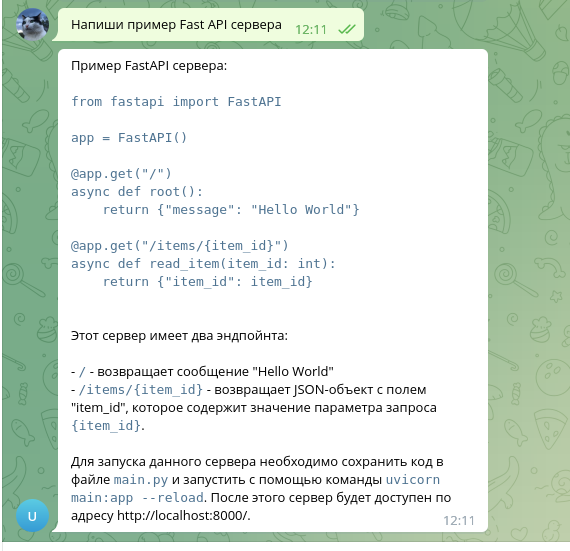 Напиши пример Fast API сервера 12:11
Пример FastAPI сервера:
from fastapi import FastAPI
app = FastAPI()
@app.get("/")
async def root():
    return {"message": "Hello World"}
@app.get("/items/{item_id}")
async def read_item(item_id: int):
    return {"item_id": item_id}
Этот сервер имеет два эндпойнта:
- / - возвращает сообщение "Hello World"
- /items/{item_id} - возвращает JSON-объект с полем
"item_id", которое содержит значение параметра запроса
{item_id}.
Для запуска данного сервера необходимо сохранить код в
файле main.py и запустить с помощью команды uvicorn
main:app --reload. После этого сервер будет доступен по
адресу http://localhost:8000/.
U
12:11